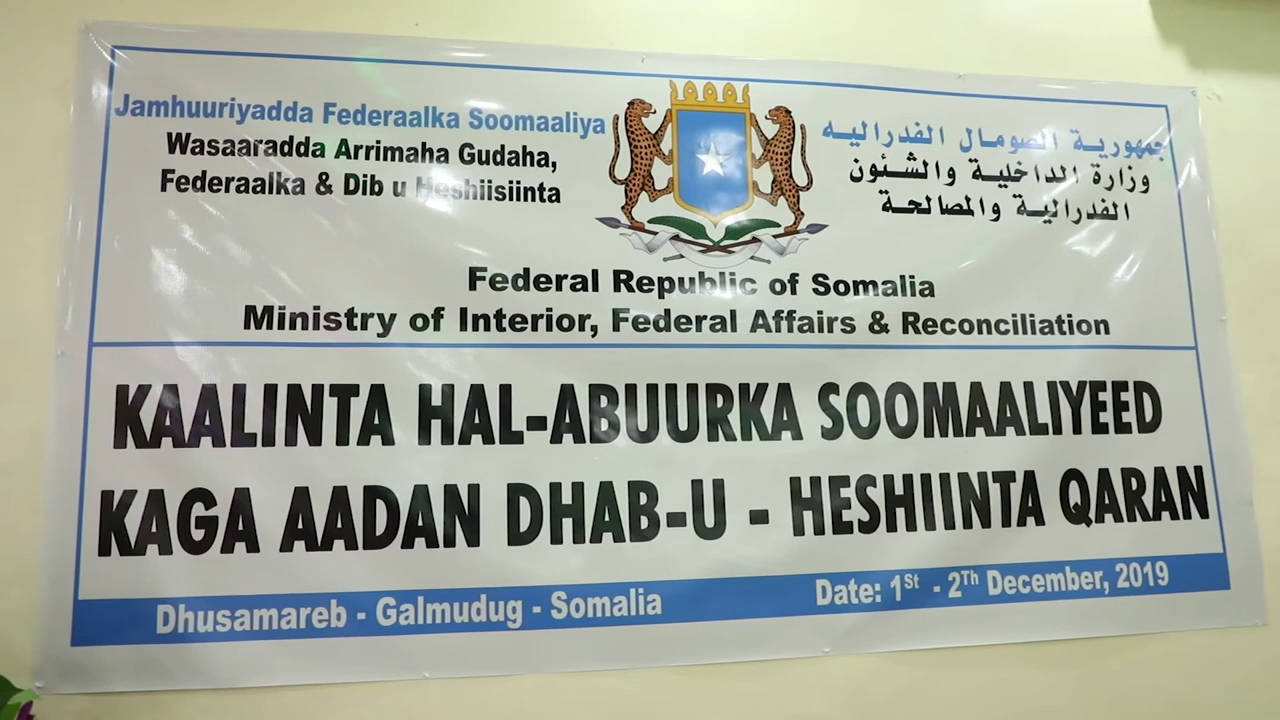 Jamhuuriyadda Federaalka Soomaaliya
Wasaaradda Arrimaha Gudaha,
Federaalka & Dib u Heshiisiinta
جمهورية الصومال الفدرالية
وزارة الداخلية والشئون
الفدرالية والمصالحة
Federal Republic of Somalia
Ministry of Interior, Federal Affairs & Reconciliation
KAALINTA HAL-ABUURKA SOOMAALIYEED
KAGA AADAN DHAB-U - HESHIINTA QARAN
Dhusamareb - Galmudug - Somalia
Date: 1St - 2Th December, 2019